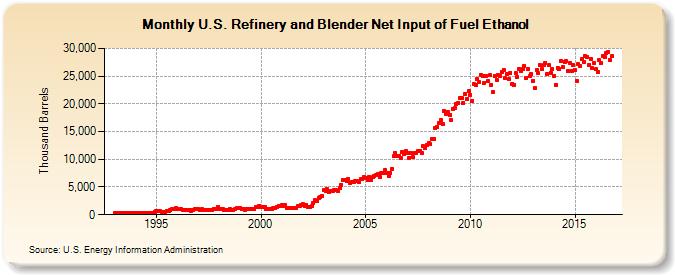 Monthly U.S. Refinery and Blender Net Input of Fuel Ethanol
Thousand Barrels
30,000
25,000
20,000
15,000
10,000
5,000
0
1995 2000 2005 2010 2015
Source: U.S. Energy Information Administration